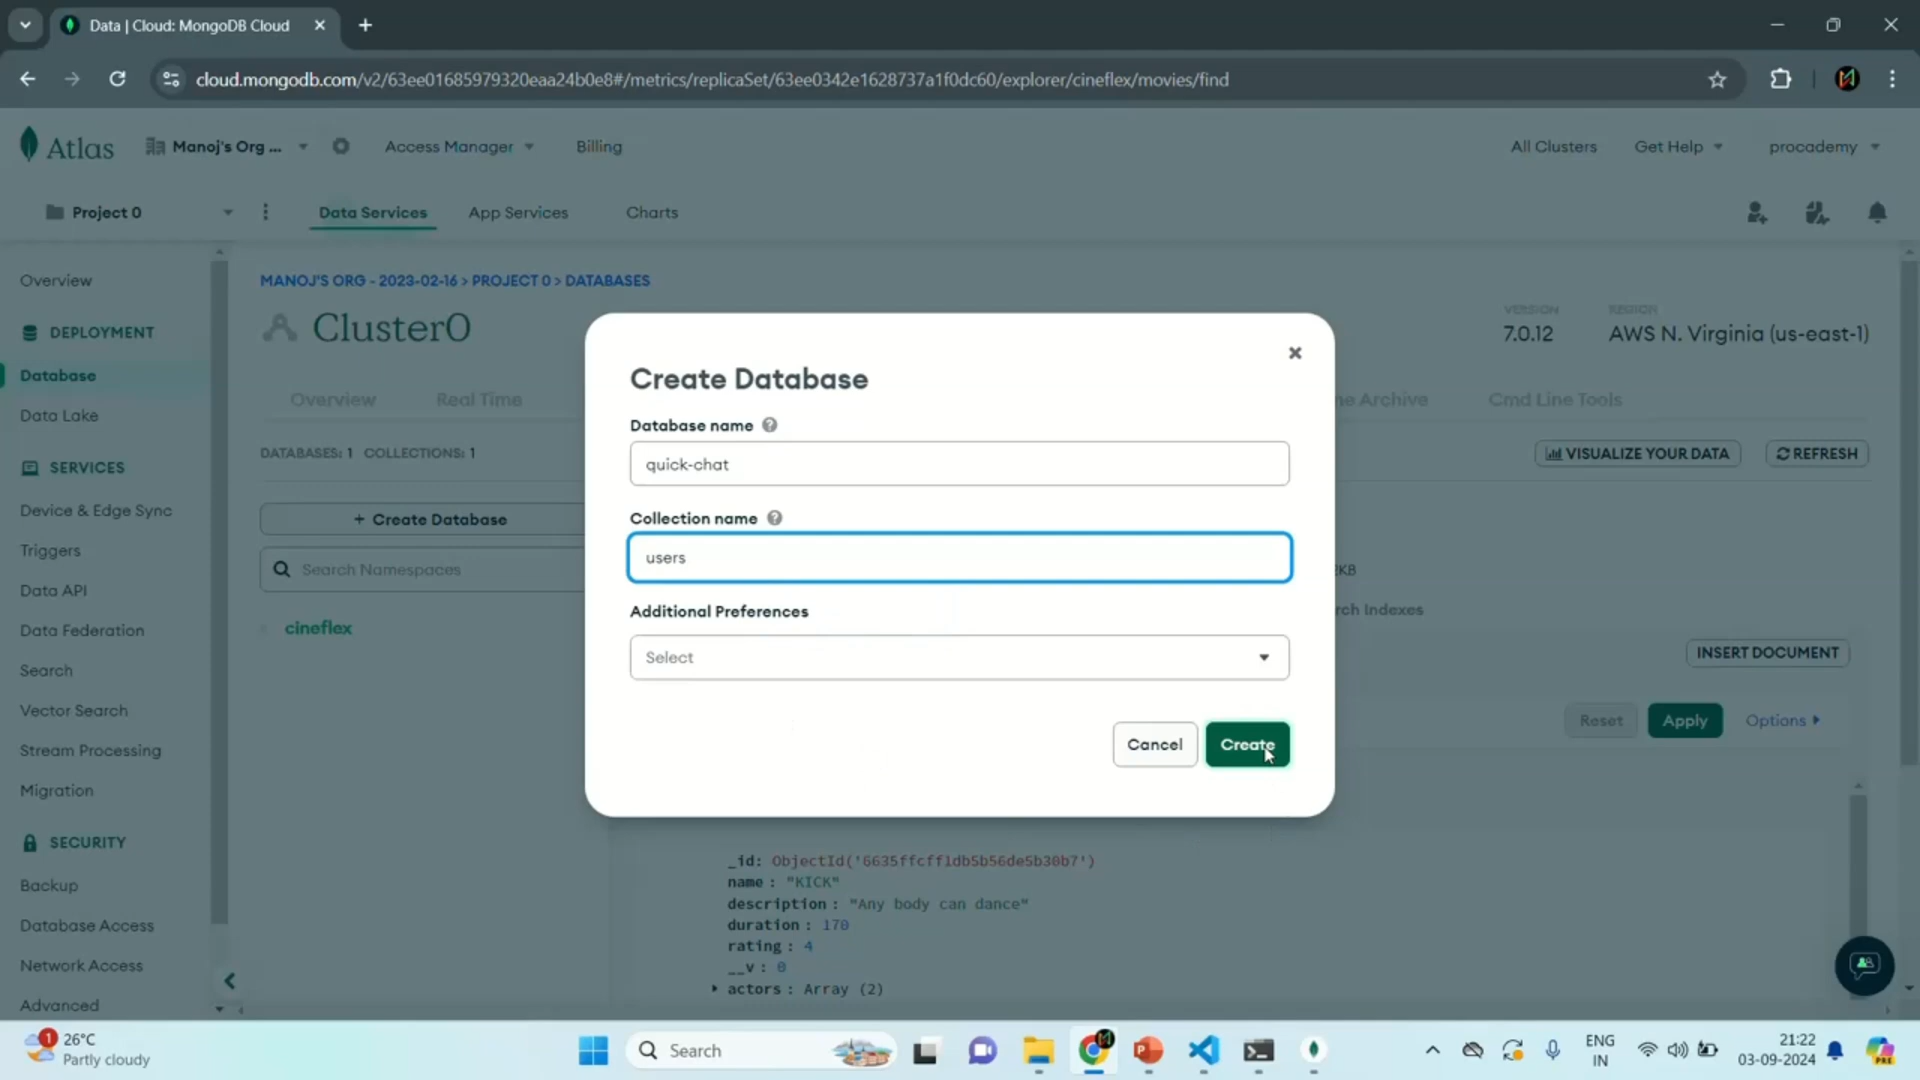 Data | Cloud: MongoDB Cloud
cloud.mongodb.com/v2/63ee01685979320eaa24b0e8#/metrics/replicaSet/63ee0342e1628737a1f0dc60/explorer/cineflex/movies/find
Atlas
Manoj's Org ...
Access Manager
Billing
All Clusters
Get Help
procademy
Project 0
Data Services
App Services
Charts
Overview
DEPLOYMENT
Database
Data Lake
SERVICES
Device & Edge Sync
Triggers
Data API
Data Federation
Search
Vector Search
Stream Processing
Migration
SECURITY
Backup
Database Access
Network Access
Advanced
MANOJ'S ORG - 2023-02-16 > PROJECT 0 > DATABASES
Cluster0
VERSION
7.0.12
REGION
AWS N. Virginia (us-east-1)
Overview
Real Time
ne Archive
Cmd Line Tools
DATABASES: 1 COLLECTIONS: 1
VISUALIZE YOUR DATA
REFRESH
+ Create Database
Search Namespaces
cineflex
Create Database
Database name
quick-chat
Collection name
users
Additional Preferences
Select
Cancel
Create
2KB
rch Indexes
INSERT DOCUMENT
Reset
Apply
Options
_id: ObjectId('6635ffcff1db5b56de5b30b7')
name : "KICK"
description : "Any body can dance"
duration : 170
rating : 4
__v : 0
actors : Array (2)
1
26°C
Partly cloudy
Search
ENG
IN
21:22
03-09-2024
PRE